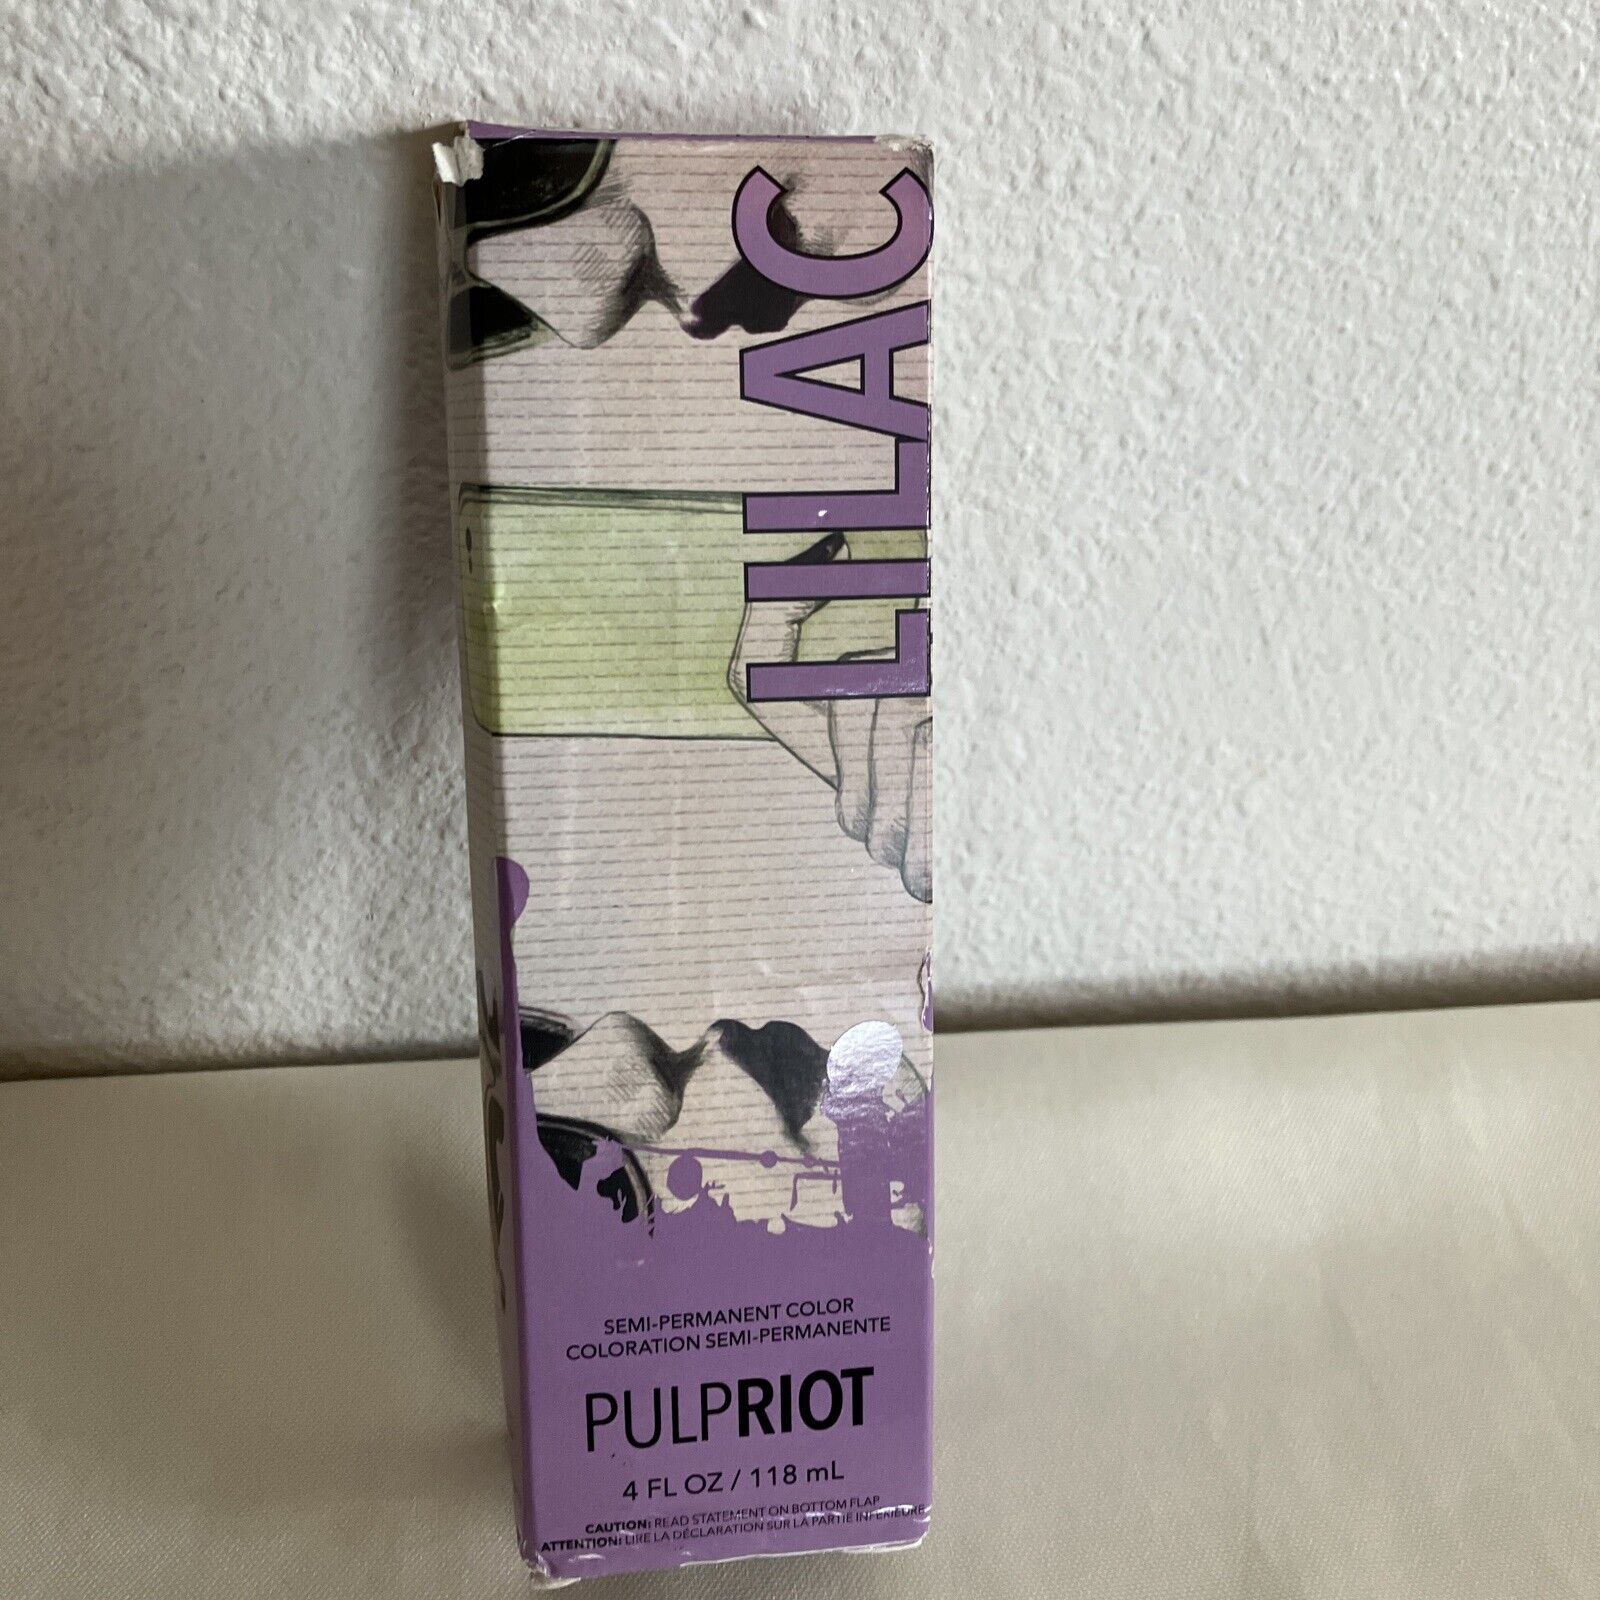 LILAC
SEMI-PERMANENT COLOR
COLORATION SEMI-PERMANENTE
PULPRIOT
4 FL OZ / 118 mL
CAUTION: READ STATEMENT ON BOTTOM FLAP
ATTENTION: LIRE LA DÉCLARATION SUR LA PARTIE INFÉRIEURE